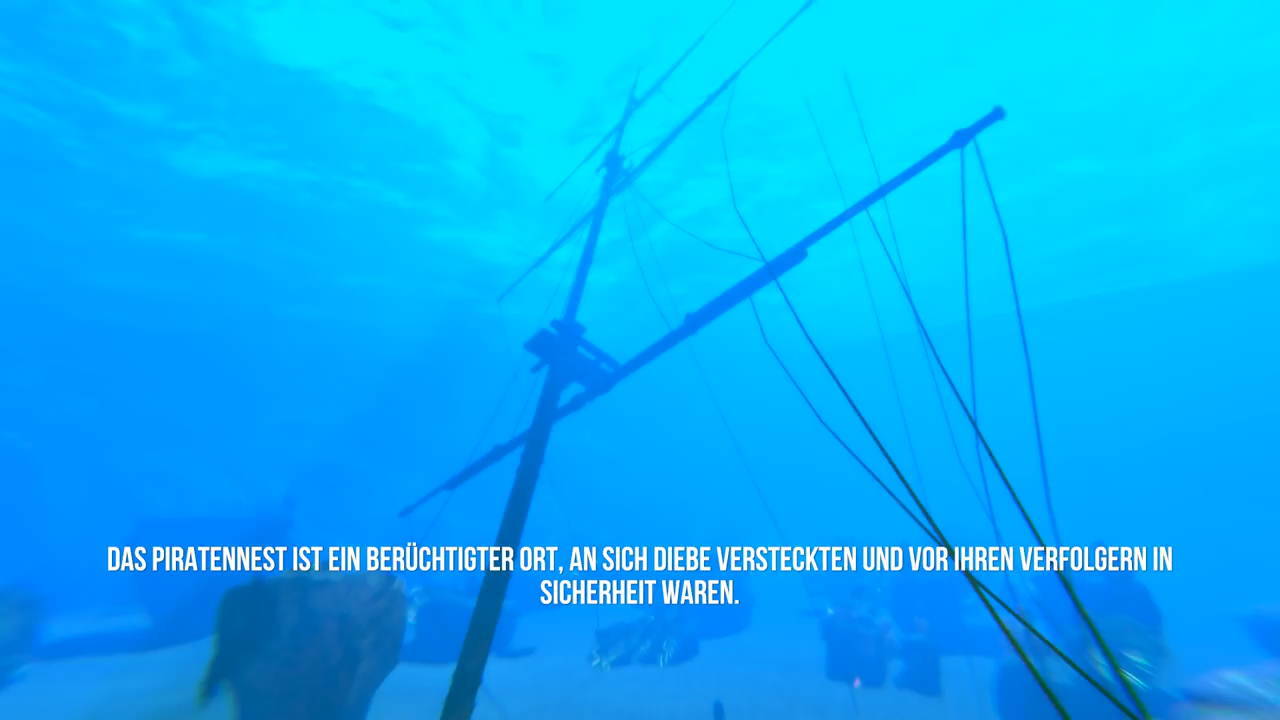 DAS PIRATENNEST IST EIN BERÜCHTIGTER ORT, AN SICH DIEBE VERSTECKTEN UND VOR IHREN VERFOLGERN IN
SICHERHEIT WAREN.